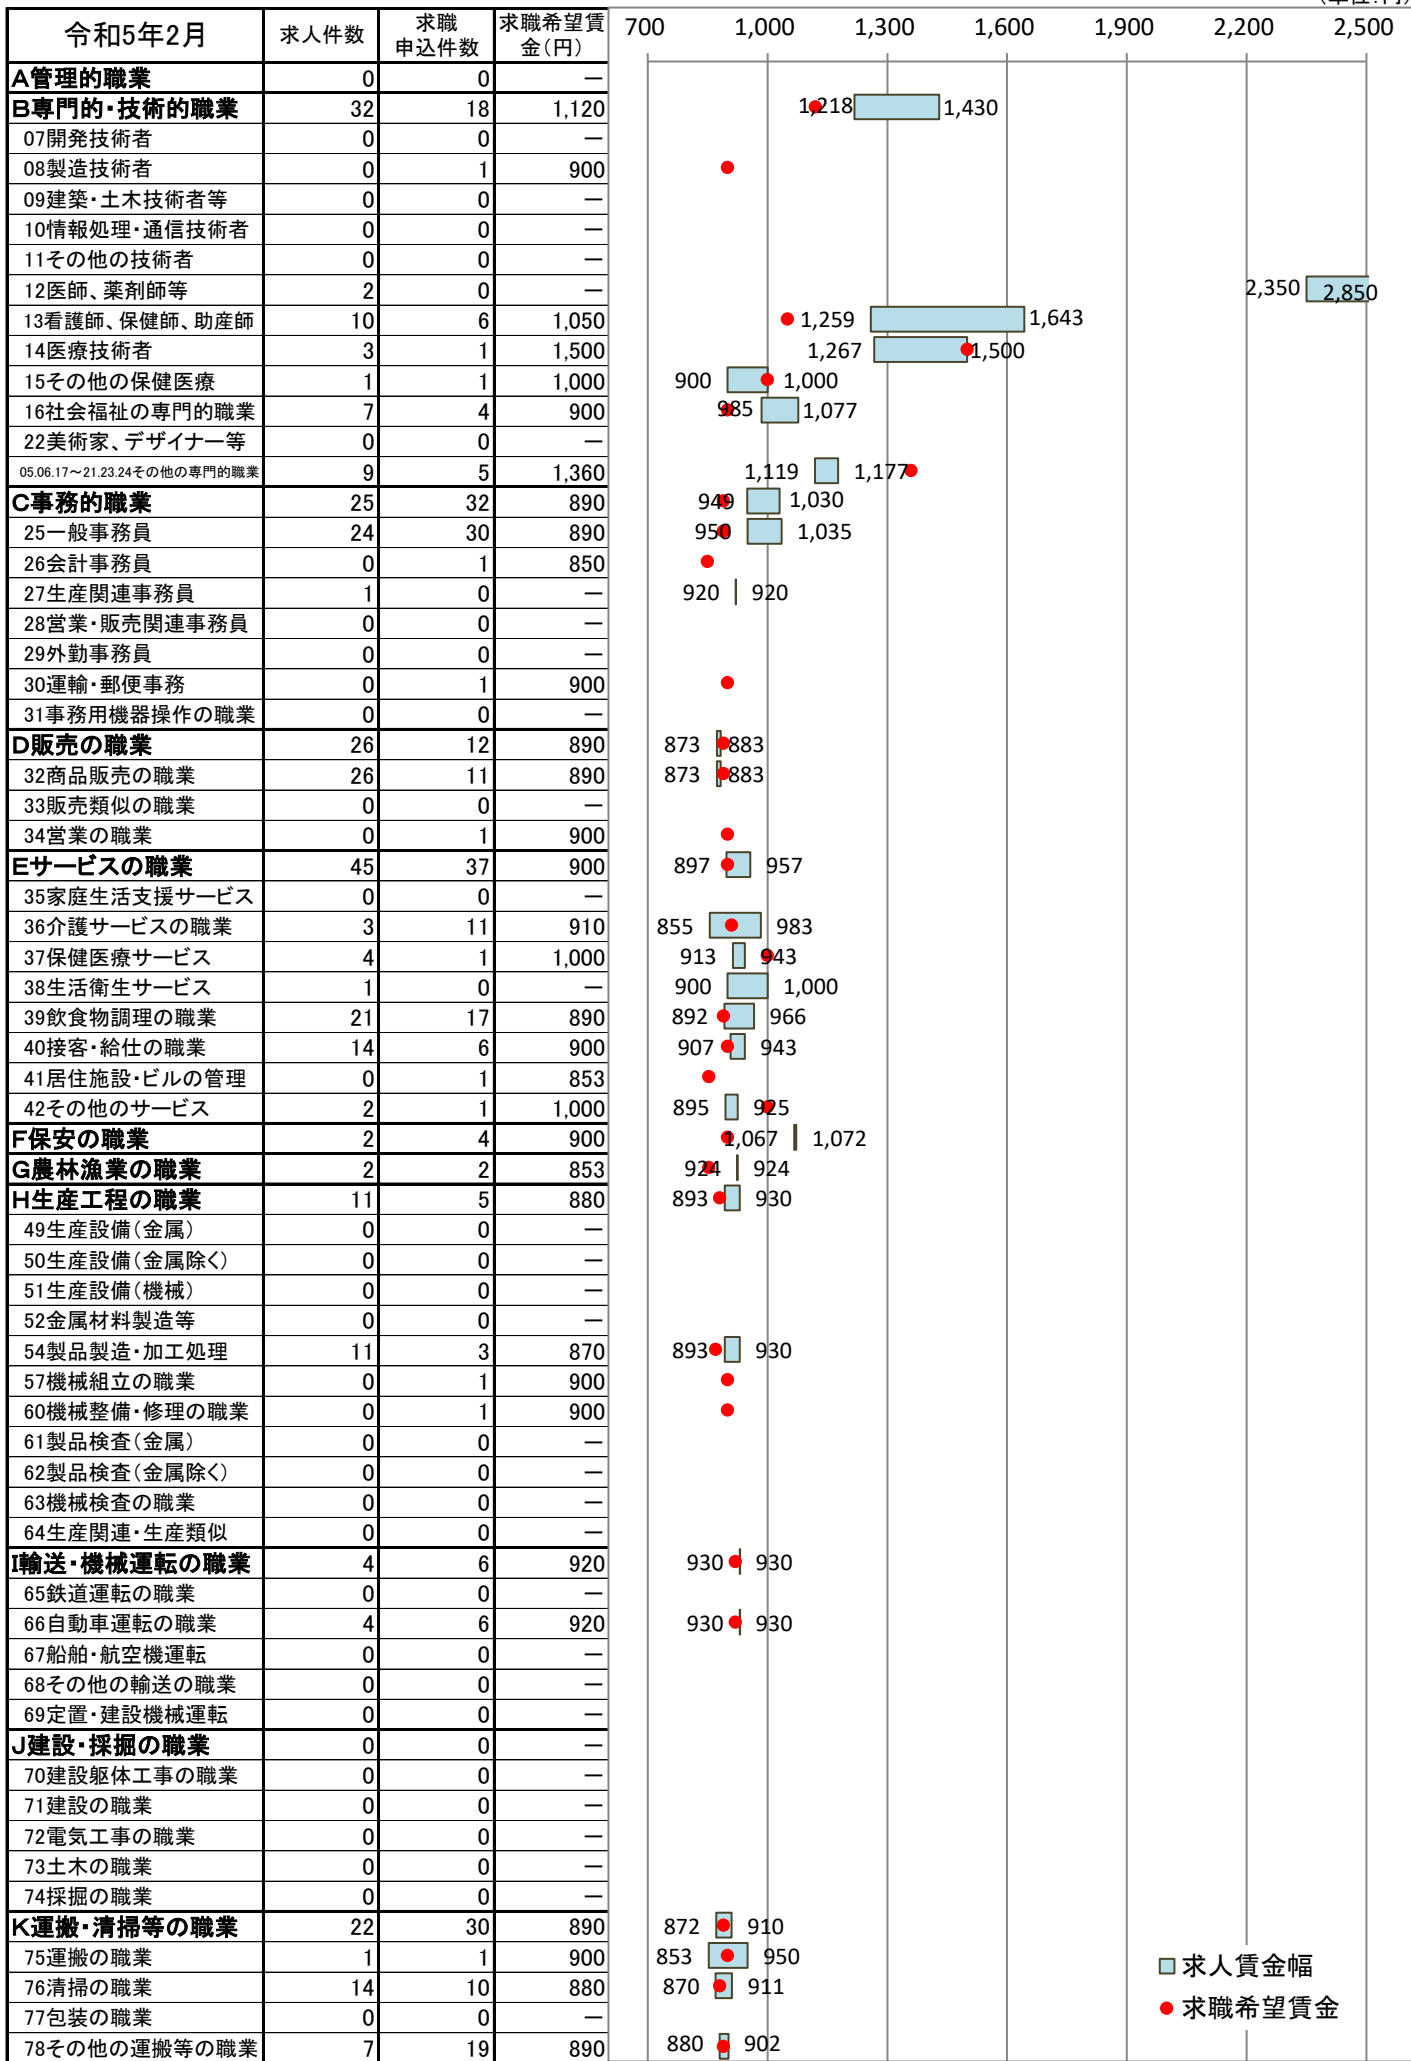 (単位:円)
令和5年2月 求人件数 求職申込件数 求職希望賃金(円) 700 1,000 1,300 1,600 1,900 2,200 2,500
A管理的職業 0 0 ―
B専門的・技術的職業 32 18 1,120 1,218 1,430
07開発技術者 0 0 ―
08製造技術者 0 1 900
09建築・土木技術者等 0 0 ―
10情報処理・通信技術者 0 0 ―
11その他の技術者 0 0 ―
12医師、薬剤師等 2 0 ― 2,350 2,850
13看護師、保健師、助産師 10 6 1,050 1,259 1,643
14医療技術者 3 1 1,500 1,267 1,500
15その他の保健医療 1 1 1,000 900 1,000
16社会福祉の専門的職業 7 4 900 985 1,077
22美術家、デザイナー等 0 0 ―
05.06.17～21.23.24その他の専門的職業 9 5 1,360 1,119 1,177
C事務的職業 25 32 890 949 1,030
25一般事務員 24 30 890 950 1,035
26会計事務員 0 1 850
27生産関連事務員 1 0 ― 920 920
28営業・販売関連事務員 0 0 ―
29外勤事務員 0 0 ―
30運輸・郵便事務 0 1 900
31事務用機器操作の職業 0 0 ―
D販売の職業 26 12 890 873 883
32商品販売の職業 26 11 890 873 883
33販売類似の職業 0 0 ―
34営業の職業 0 1 900
Eサービスの職業 45 37 900 897 957
35家庭生活支援サービス 0 0 ―
36介護サービスの職業 3 11 910 855 983
37保健医療サービス 4 1 1,000 913 943
38生活衛生サービス 1 0 ― 900 1,000
39飲食物調理の職業 21 17 890 892 966
40接客・給仕の職業 14 6 900 907 943
41居住施設・ビルの管理 0 1 853
42その他のサービス 2 1 1,000 895 925
F保安の職業 2 4 900 1,067 1,072
G農林漁業の職業 2 2 853 924 924
H生産工程の職業 11 5 880 893 930
49生産設備(金属) 0 0 ―
50生産設備(金属除く) 0 0 ―
51生産設備(機械) 0 0 ―
52金属材料製造等 0 0 ―
54製品製造・加工処理 11 3 870 893 930
57機械組立の職業 0 1 900
60機械整備・修理の職業 0 1 900
61製品検査(金属) 0 0 ―
62製品検査(金属除く) 0 0 ―
63機械検査の職業 0 0 ―
64生産関連・生産類似 0 0 ―
I輸送・機械運転の職業 4 6 920 930 930
65鉄道運転の職業 0 0 ―
66自動車運転の職業 4 6 920 930 930
67船舶・航空機運転 0 0 ―
68その他の輸送の職業 0 0 ―
69定置・建設機械運転 0 0 ―
J建設・採掘の職業 0 0 ―
70建設躯体工事の職業 0 0 ―
71建設の職業 0 0 ―
72電気工事の職業 0 0 ―
73土木の職業 0 0 ―
74採掘の職業 0 0 ―
K運搬・清掃等の職業 22 30 890 872 910
75運搬の職業 1 1 900 853 950
76清掃の職業 14 10 880 870 911
77包装の職業 0 0 ―
78その他の運搬等の職業 7 19 890 880 902
求人賃金幅
求職希望賃金